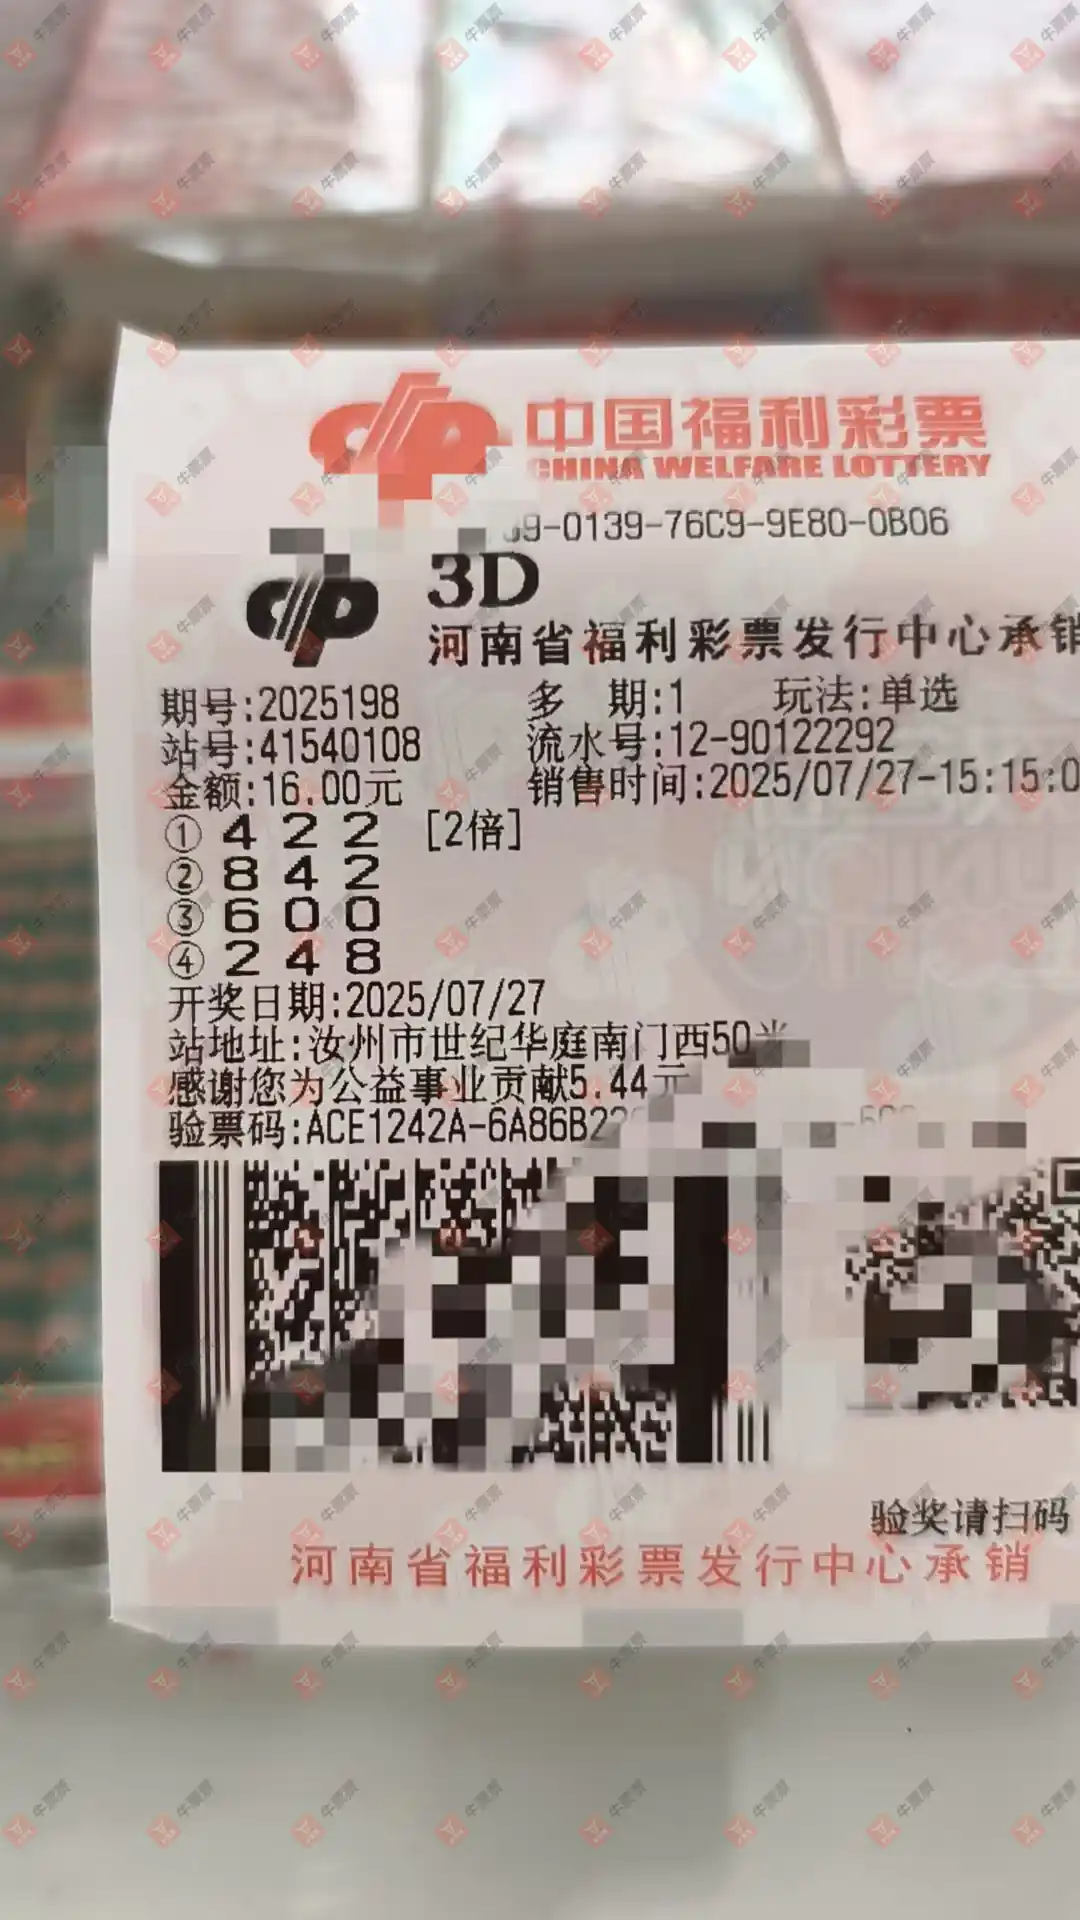 中国福利彩票
CHINA WELFARE LOTTERY
9-0139-76C9-9E80-0B06
3D
河南省福利彩票发行中心承销
期号:2025198 多 期:1 玩法:单选
站号:41540108 流水号:12-90122292
金额:16.00元 销售时间:2025/07/27-15:15:0
① 4 2 2 [2倍]
② 8 4 2
③ 6 0 0
④ 2 4 8
开奖日期:2025/07/27
站地址:汝州市世纪华庭南门西50米
感谢您为公益事业贡献5.44元
验票码:ACE1242A-6A86B22
验奖请扫码
河南省福利彩票发行中心承销
牛票票